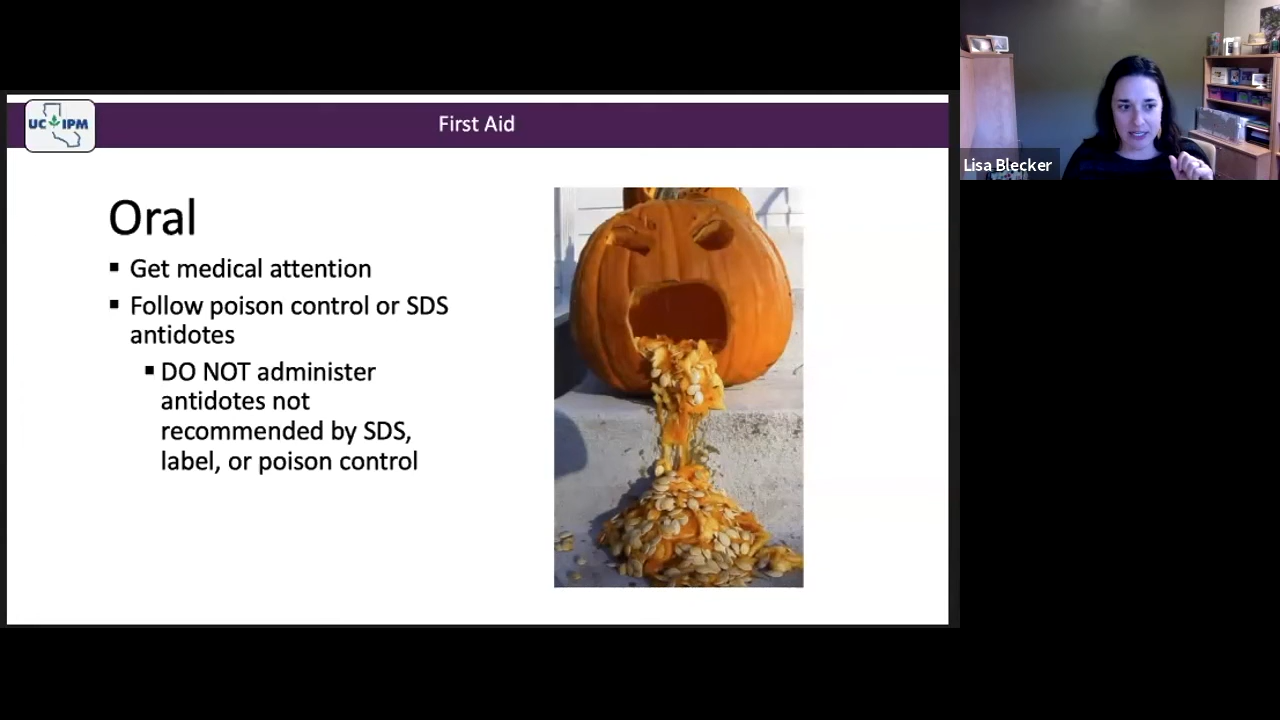 UC IPM
First Aid
Lisa Blecker
Oral
Get medical attention
Follow poison control or SDS
antidotes
DO NOT administer
antidotes not
recommended by SDS,
label, or poison control